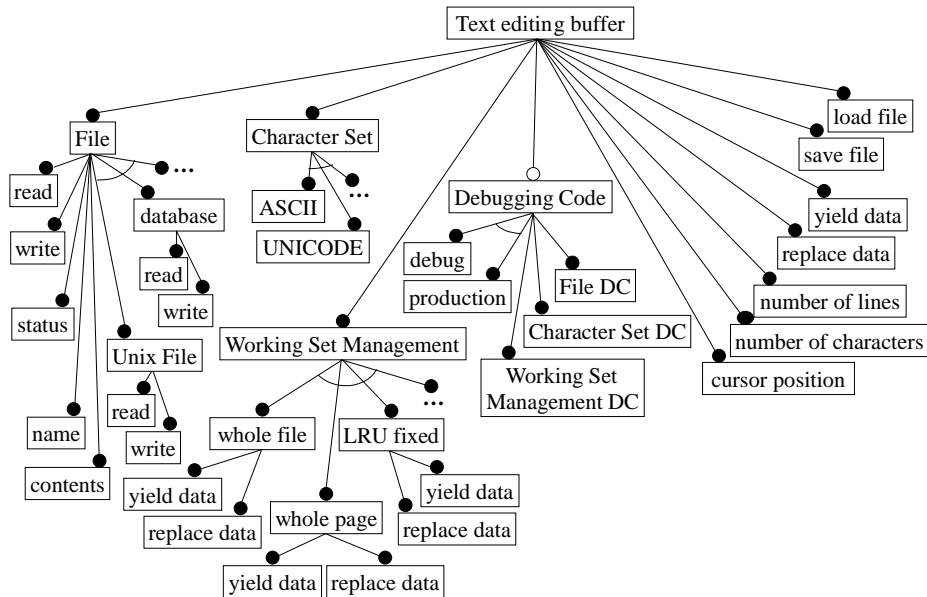 Text editing buffer
load file
File
Character Set
save file
...
read
...
Debugging Code
ASCII
database
yield data
write
UNICODE
debug
replace data
read
File DC
production
number of lines
write
status
Character Set DC
number of characters
Working Set Management
Unix File
Working Set
Management DC
cursor position
...
read
name
whole file
LRU fixed
write
contents
yield data
yield data
whole page
replace data
replace data
yield data
replace data